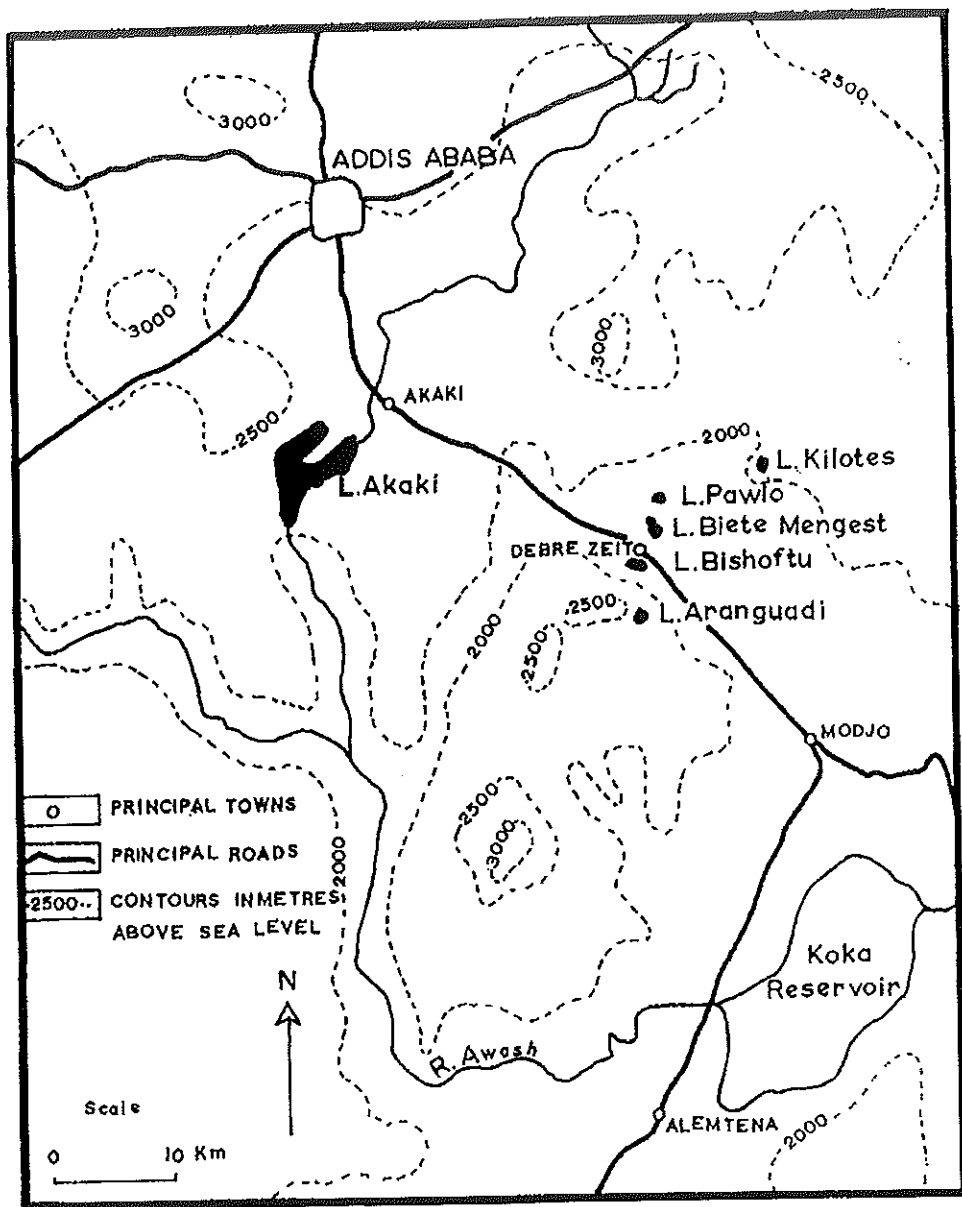 2500
3000
ADDIS ABABA
3000
3000
AKAKI
2500
2000
L.Kilotes
L.Akaki
L.Pawlo
L.Biete Mengest
DEBRE ZEIT
L.Bishoftu
2500
L.Aranguadi
2000
2500
MODJO
PRINCIPAL TOWNS
2500
PRINCIPAL ROADS
3000
2000
2500..
CONTOURS INMETRES
ABOVE SEA LEVEL
Koka
Reservoir
N
R. Awash
Scale
ALEMTENA
2000
0 10 Km